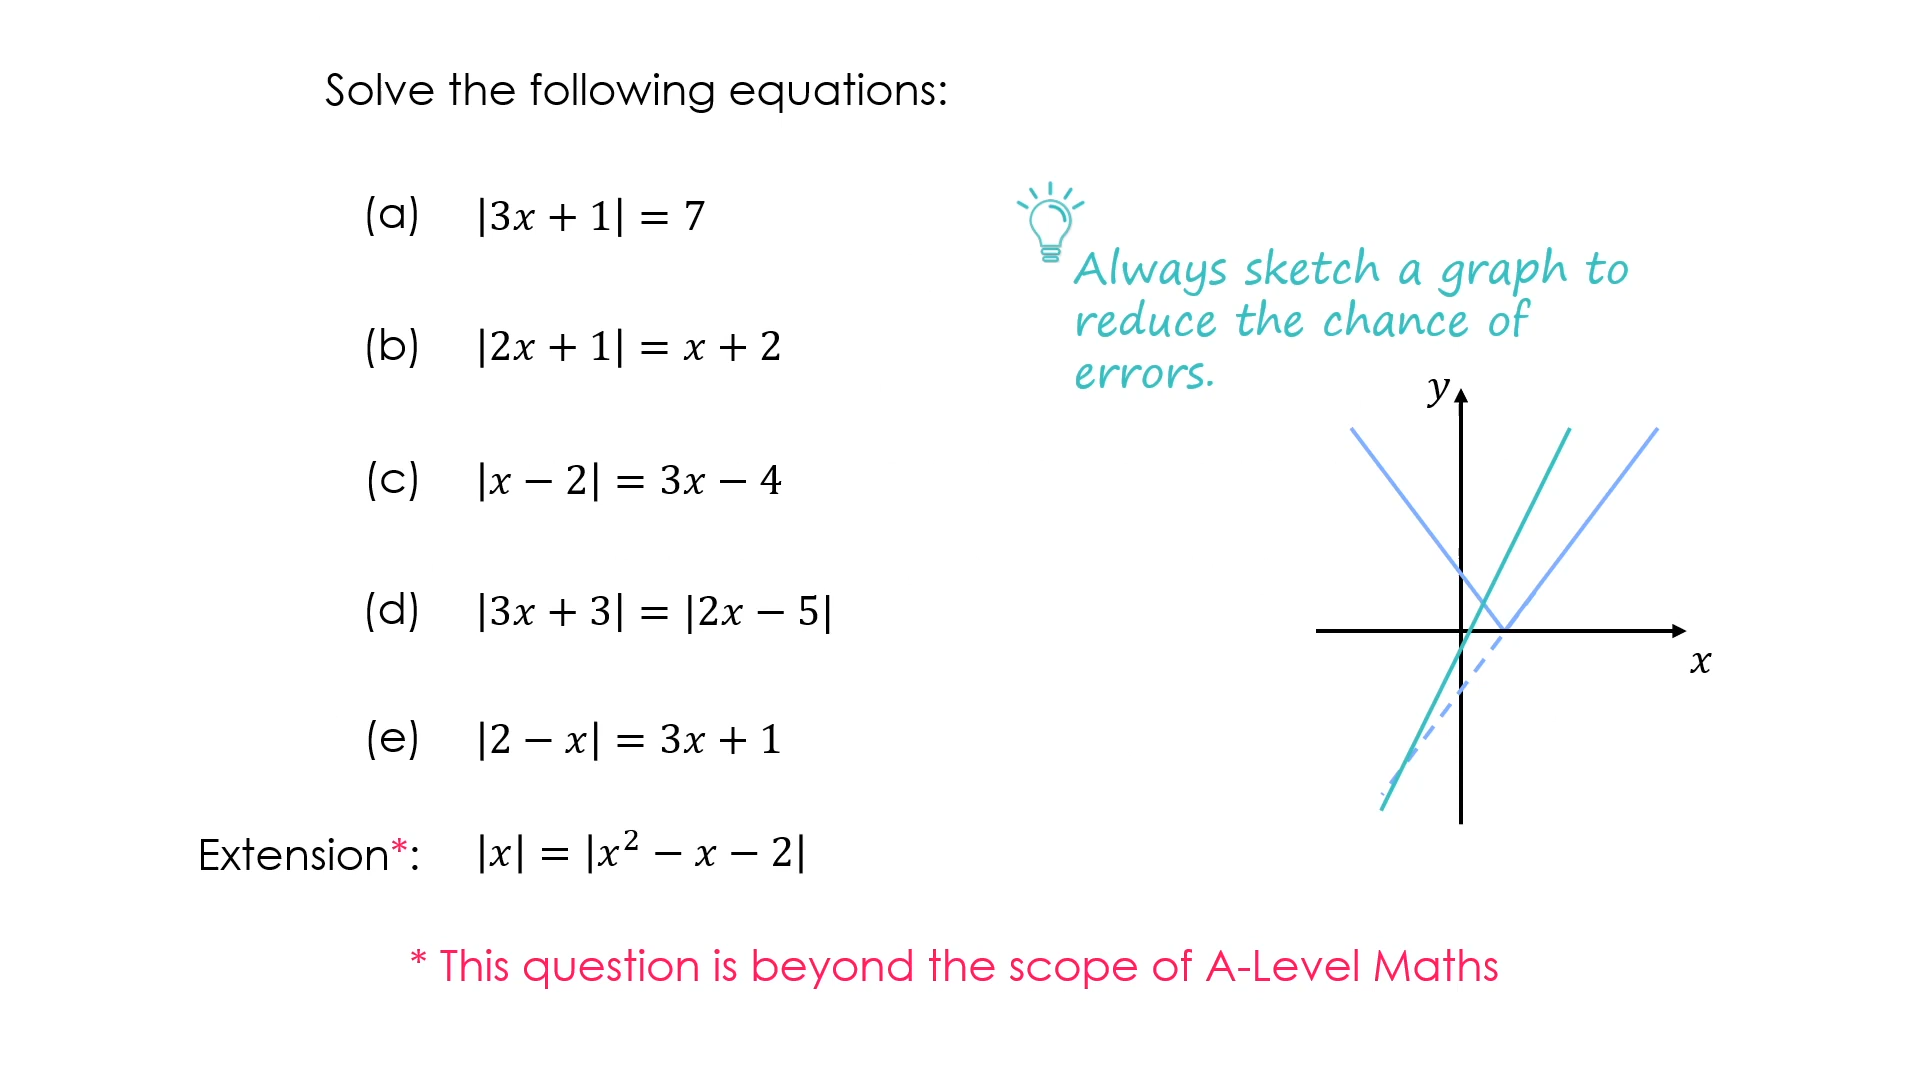 Solve the following equations:
(a) |3x + 1| = 7
(b) |2x + 1| = x + 2
(c) |x − 2| = 3x − 4
(d) |3x + 3| = |2x − 5|
(e) |2 − x| = 3x + 1
Extension*: |x| = |x² − x − 2|
* This question is beyond the scope of A-Level Maths
Always sketch a graph to
reduce the chance of
errors.
y
x